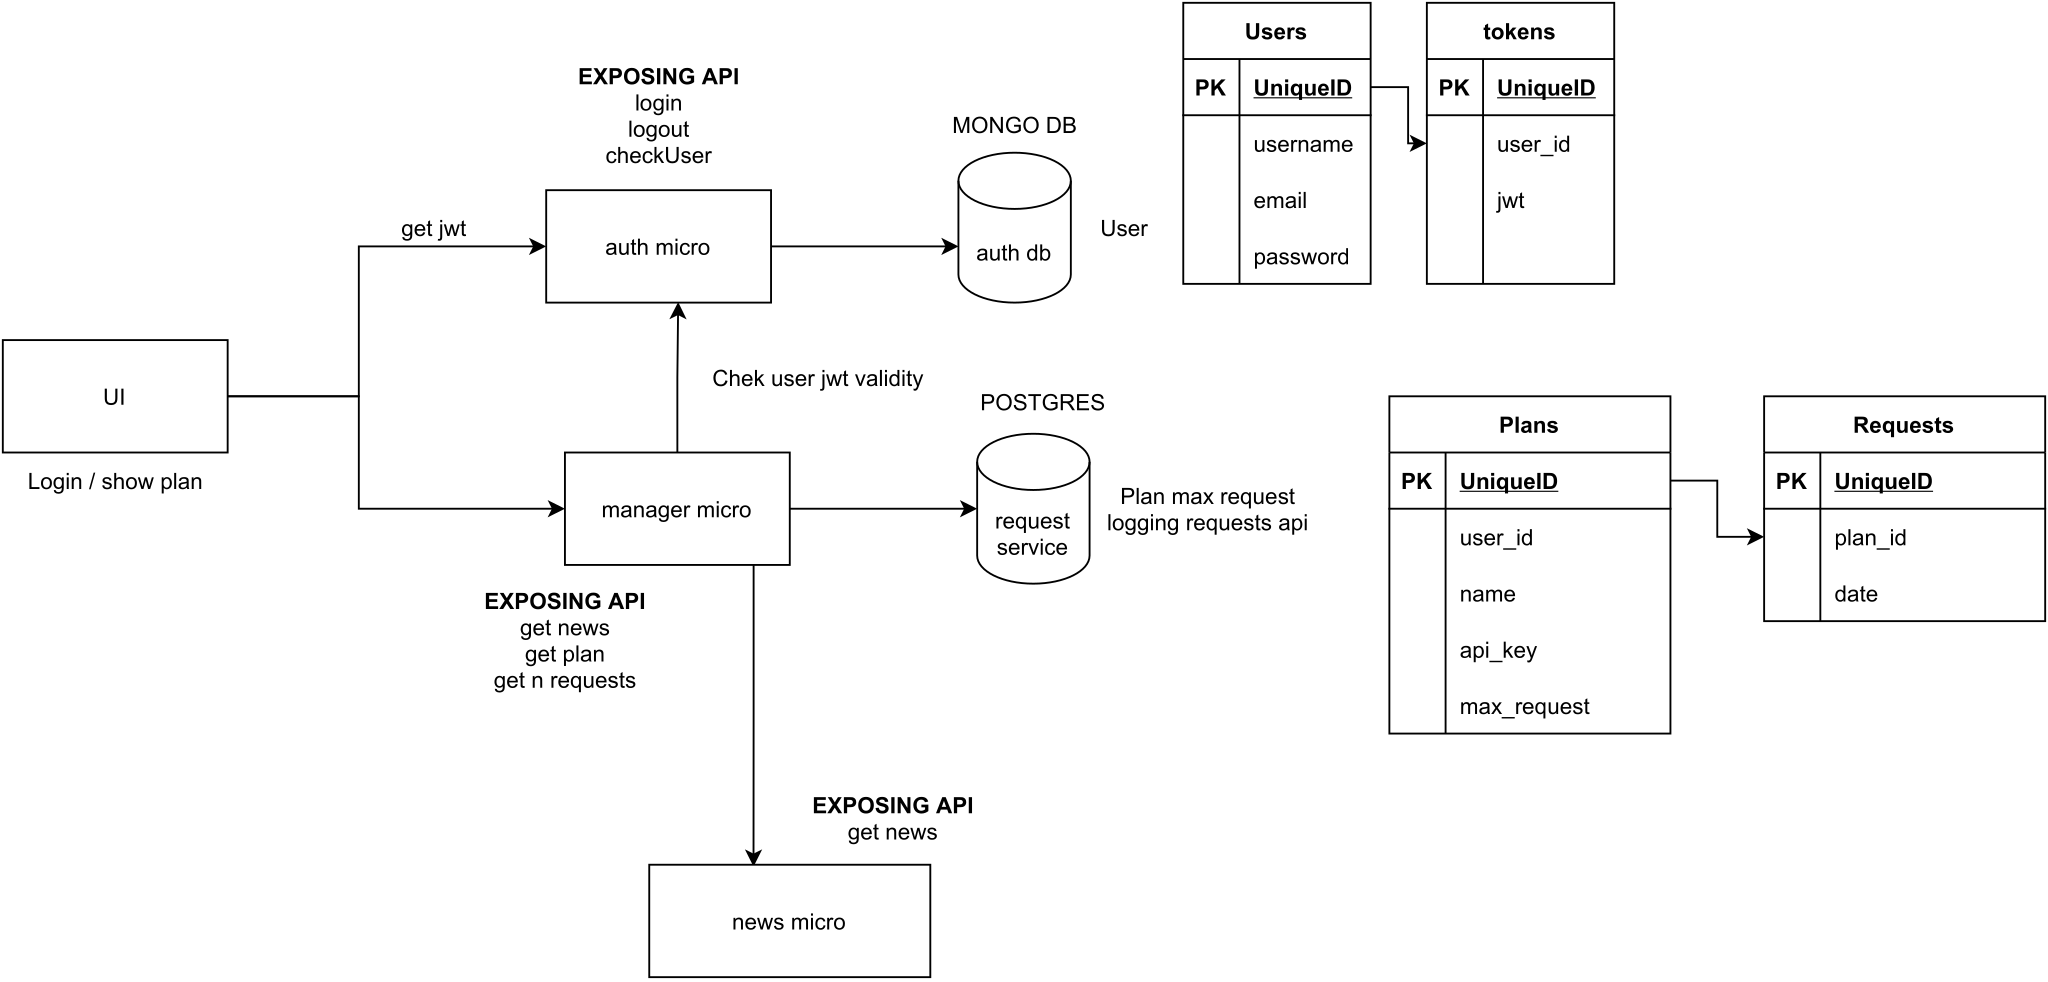 EXPOSING API
login
logout
checkUser
get jwt
auth micro
MONGO DB
auth db
User
Users
PK UniqueID
username
email
password
tokens
PK UniqueID
user_id
jwt
UI
Login / show plan
Chek user jwt validity
manager micro
POSTGRES
request
service
Plan max request
logging requests api
Plans
PK UniqueID
user_id
name
api_key
max_request
Requests
PK UniqueID
plan_id
date
EXPOSING API
get news
get plan
get n requests
EXPOSING API
get news
news micro